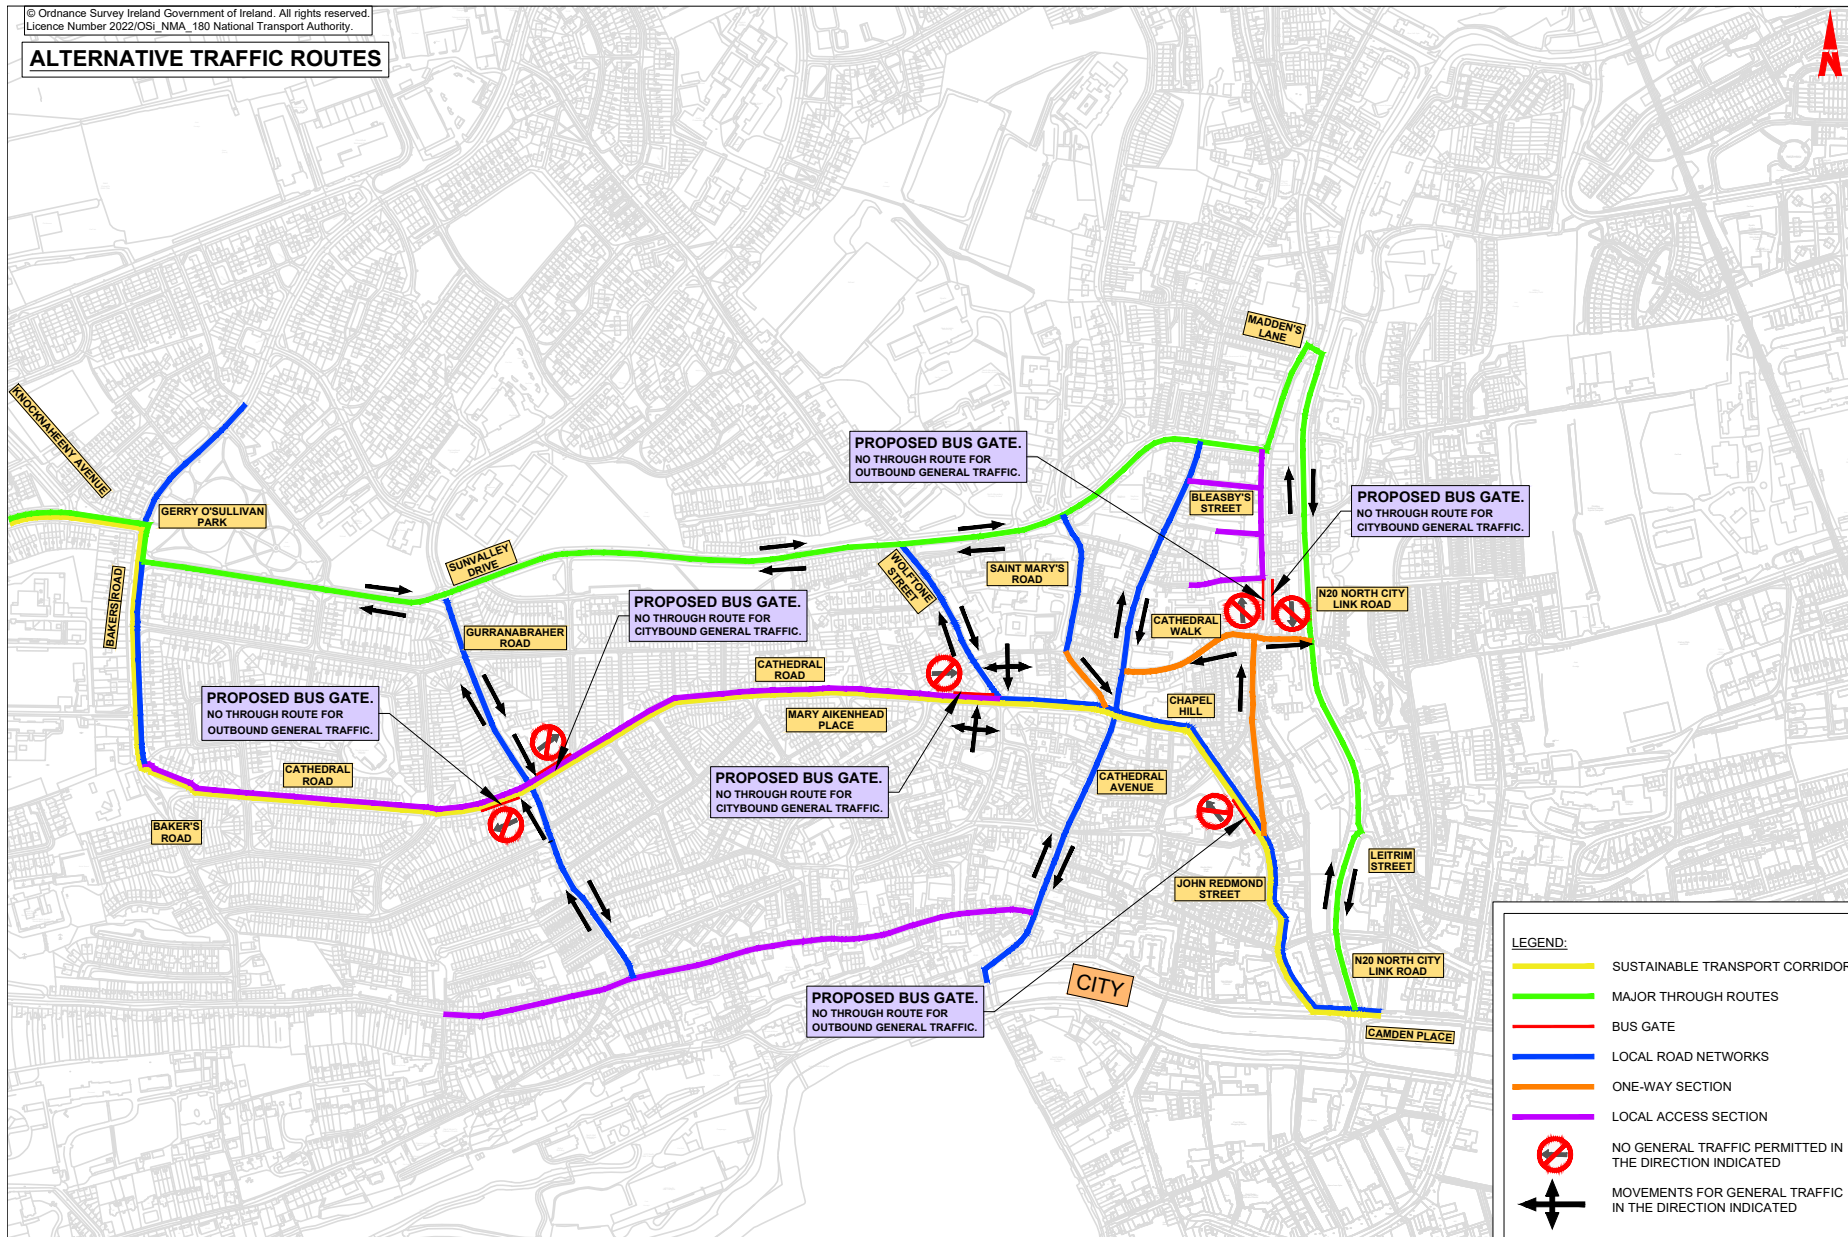 © Ordnance Survey Ireland Government of Ireland. All rights reserved.
Licence Number 2022/OSi_NMA_180 National Transport Authority.
ALTERNATIVE TRAFFIC ROUTES
N
MADDEN'S
LANE
KNOCKNAHEENY AVENUE
PROPOSED BUS GATE.
NO THROUGH ROUTE FOR
OUTBOUND GENERAL TRAFFIC.
GERRY O'SULLIVAN
PARK
BLEASBY'S
STREET
PROPOSED BUS GATE.
NO THROUGH ROUTE FOR
CITYBOUND GENERAL TRAFFIC.
SUNVALLEY
DRIVE
WOLFTONE
STREET
SAINT MARY'S
ROAD
BAKERS ROAD
N20 NORTH CITY
LINK ROAD
PROPOSED BUS GATE.
NO THROUGH ROUTE FOR
CITYBOUND GENERAL TRAFFIC.
GURRANABRAHER
ROAD
CATHEDRAL
WALK
CATHEDRAL
ROAD
PROPOSED BUS GATE.
NO THROUGH ROUTE FOR
OUTBOUND GENERAL TRAFFIC.
MARY AIKENHEAD
PLACE
CHAPEL
HILL
CATHEDRAL
ROAD
PROPOSED BUS GATE.
NO THROUGH ROUTE FOR
CITYBOUND GENERAL TRAFFIC.
CATHEDRAL
AVENUE
BAKER'S
ROAD
LEITRIM
STREET
JOHN REDMOND
STREET
N20 NORTH CITY
LINK ROAD
CITY
PROPOSED BUS GATE.
NO THROUGH ROUTE FOR
OUTBOUND GENERAL TRAFFIC.
CAMDEN PLACE
LEGEND:
SUSTAINABLE TRANSPORT CORRIDOR
MAJOR THROUGH ROUTES
BUS GATE
LOCAL ROAD NETWORKS
ONE-WAY SECTION
LOCAL ACCESS SECTION
NO GENERAL TRAFFIC PERMITTED IN
THE DIRECTION INDICATED
MOVEMENTS FOR GENERAL TRAFFIC
IN THE DIRECTION INDICATED